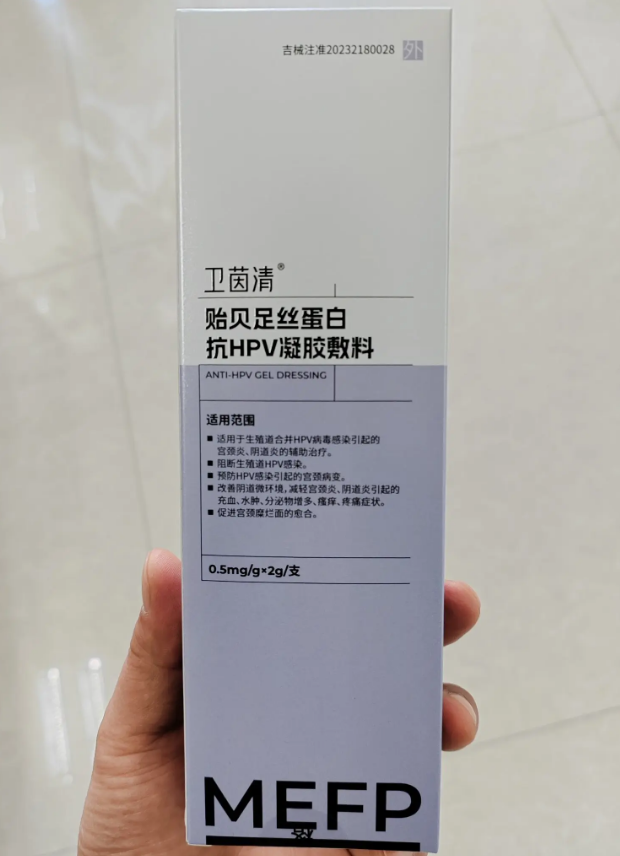 吉械注准20232180028 外
卫茵清®
贻贝足丝蛋白
抗HPV凝胶敷料
ANTI-HPV GEL DRESSING
适用范围
■ 适用于生殖道合并HPV病毒感染引起的
宫颈炎、阴道炎的辅助治疗。
■ 阻断生殖道HPV感染。
■ 预防HPV感染引起的宫颈病变。
■ 改善阴道微环境,减轻宫颈炎、阴道炎引起的
充血、水肿、分泌物增多、瘙痒、疼痛症状。
■ 促进宫颈糜烂面的愈合。
0.5mg/g×2g/支
MEFP